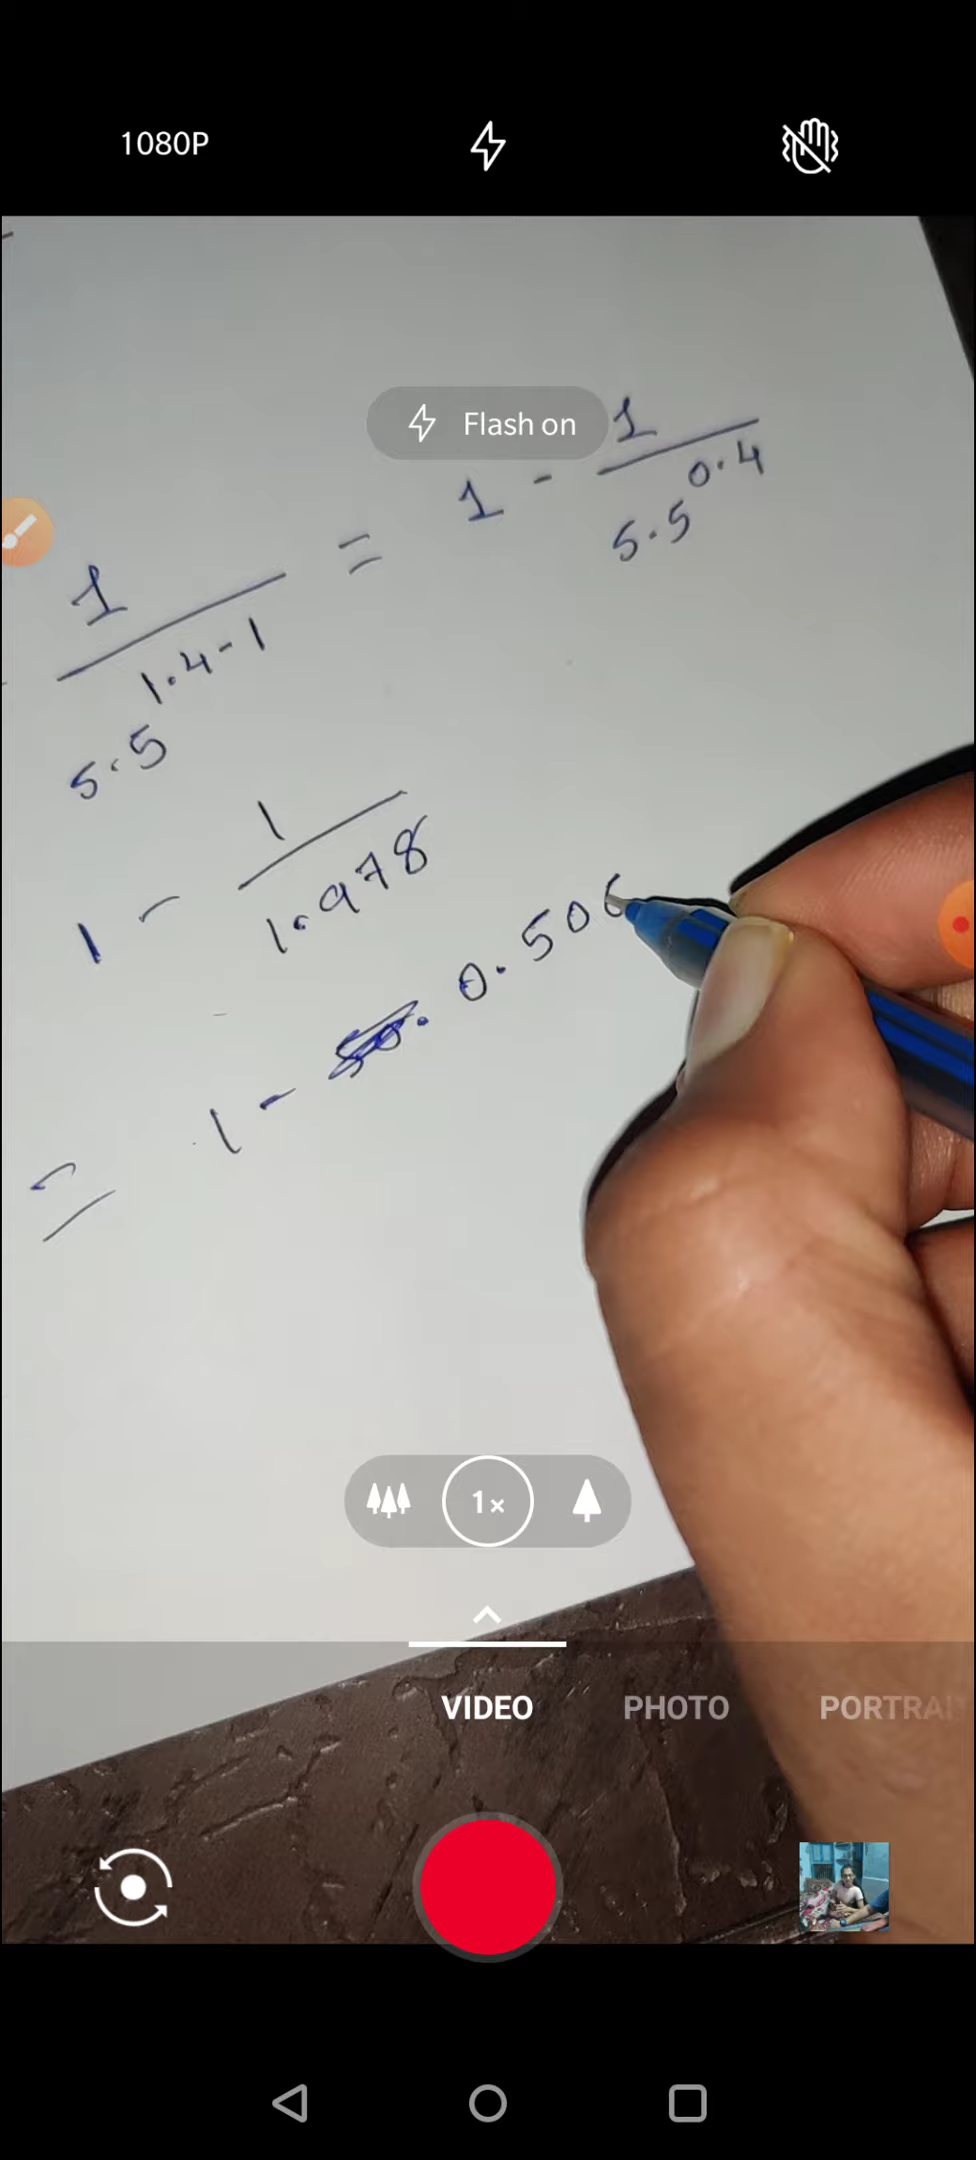 1080P
Flash on
1/5.5^1.4-1 = 1 - 1/5.5^0.4
1 - 1/1.978
= 1 - 0.506
1×
VIDEO PHOTO PORTRAI